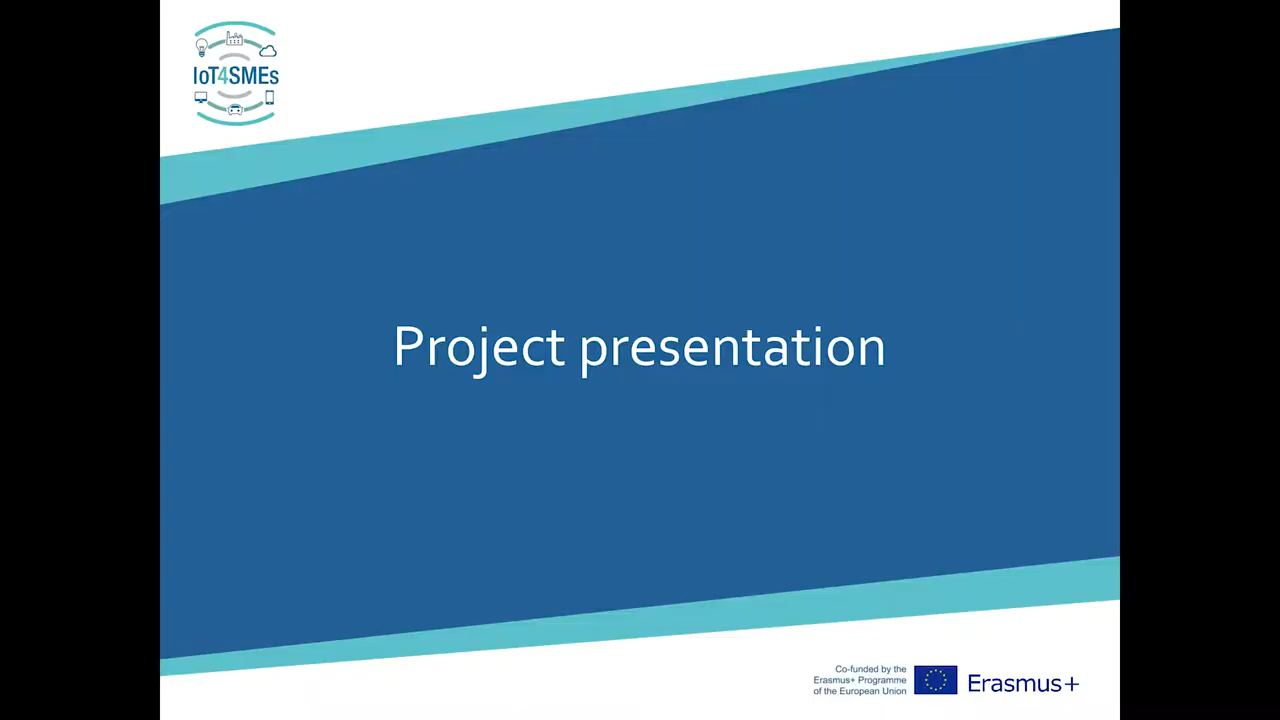 IoT4SMEs
Project presentation
Co-funded by the
Erasmus+ Programme
of the European Union
Erasmus+